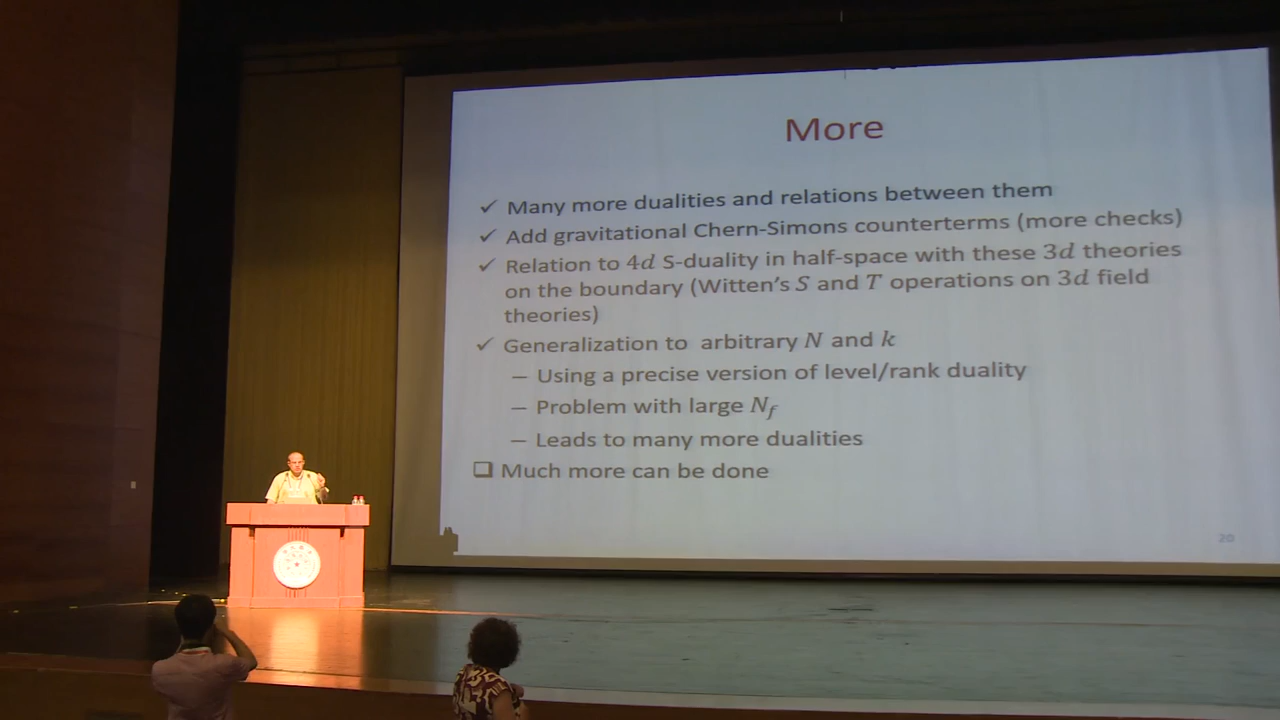 More
✓ Many more dualities and relations between them
✓ Add gravitational Chern-Simons counterterms (more checks)
✓ Relation to 4d S-duality in half-space with these 3d theories
on the boundary (Witten's S and T operations on 3d field
theories)
✓ Generalization to arbitrary N and k
– Using a precise version of level/rank duality
– Problem with large N_f
– Leads to many more dualities
❑ Much more can be done
20